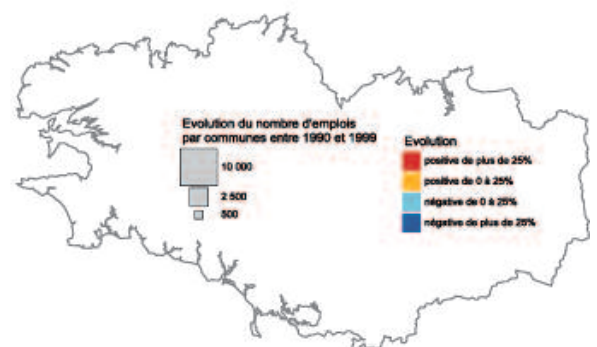 Evolution du nombre d'emplois
par communes entre 1990 et 1999
10 000
2 500
500
Evolution
positive de plus de 25%
positive de 0 à 25%
négative de 0 à 25%
négative de plus de 25%